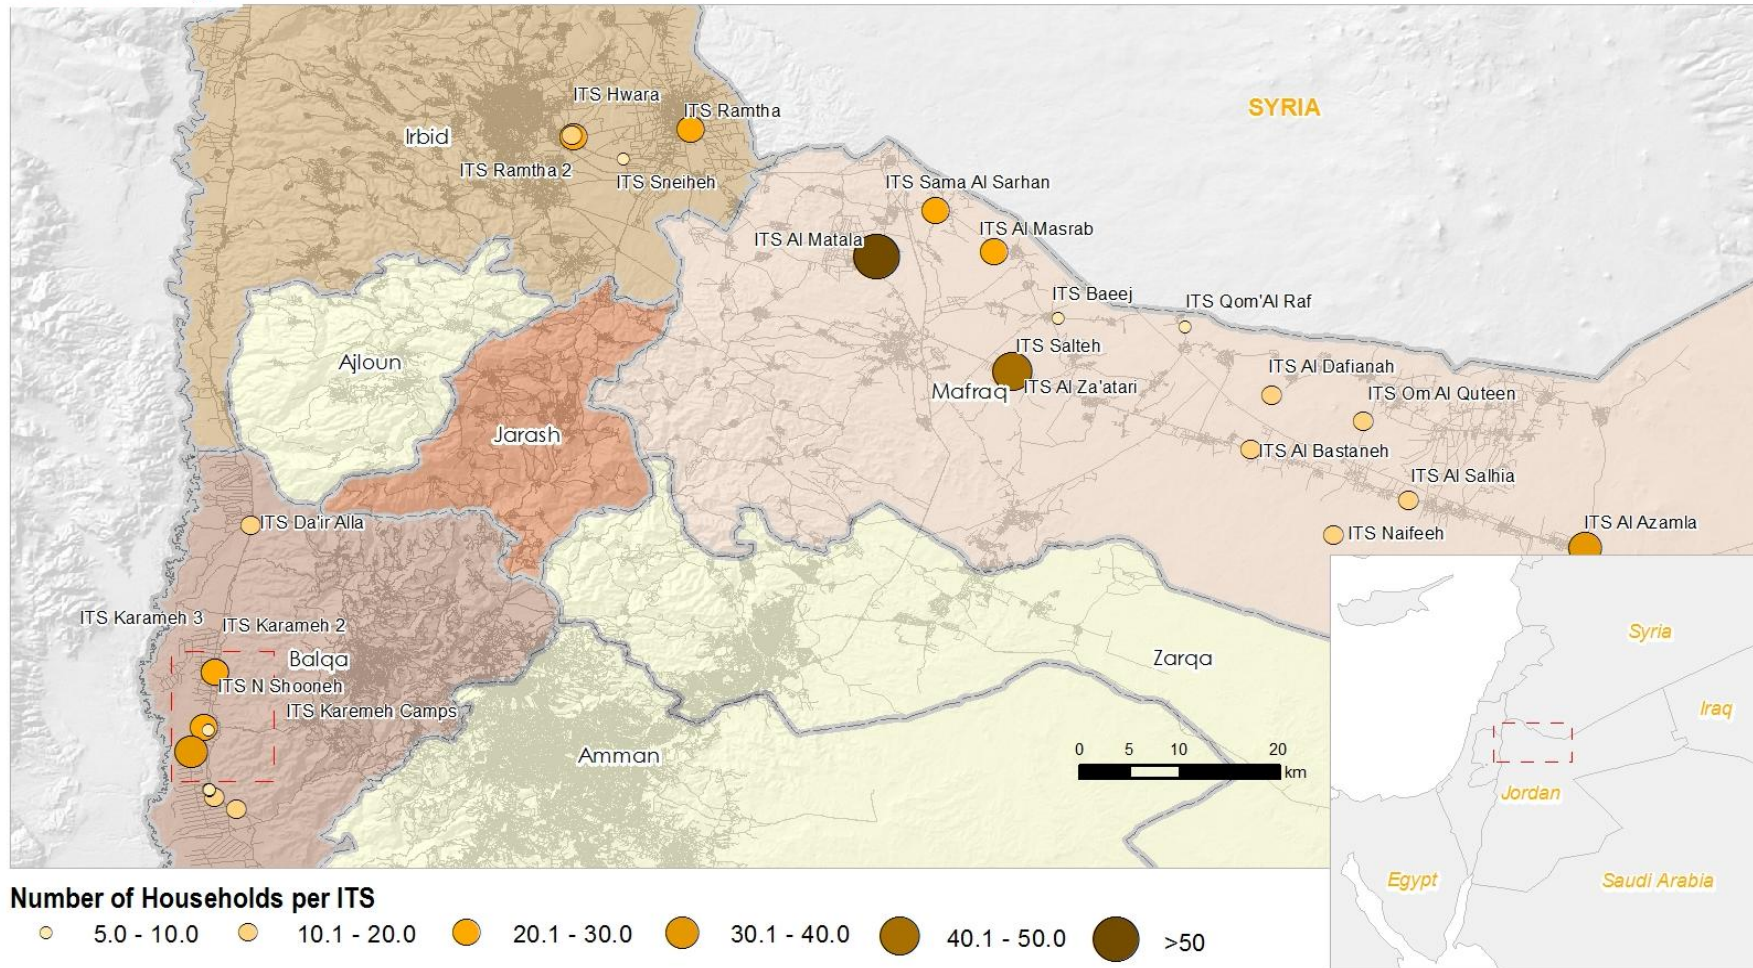 SYRIA
ITS Hwara
ITS Ramtha
Irbid
ITS Ramtha 2
ITS Sneiheh
ITS Sama Al Sarhan
ITS Al Masrab
ITS Al Matala
ITS Baeej
ITS Qom'Al Raf
ITS Salteh
Ajloun
ITS Al Dafianah
ITS Al Za'atari
Mafraq
ITS Om Al Quteen
Jarash
ITS Al Bastaneh
ITS Al Salhia
ITS Da'ir Alla
ITS Al Azamla
ITS Naifeeh
ITS Karameh 3
ITS Karameh 2
Balqa
Zarqa
ITS N Shooneh
ITS Karemeh Camps
Amman
0 5 10 20
km
Syria
Iraq
Jordan
Egypt
Saudi Arabia
Number of Households per ITS
5.0 - 10.0 10.1 - 20.0 20.1 - 30.0 30.1 - 40.0 40.1 - 50.0 >50